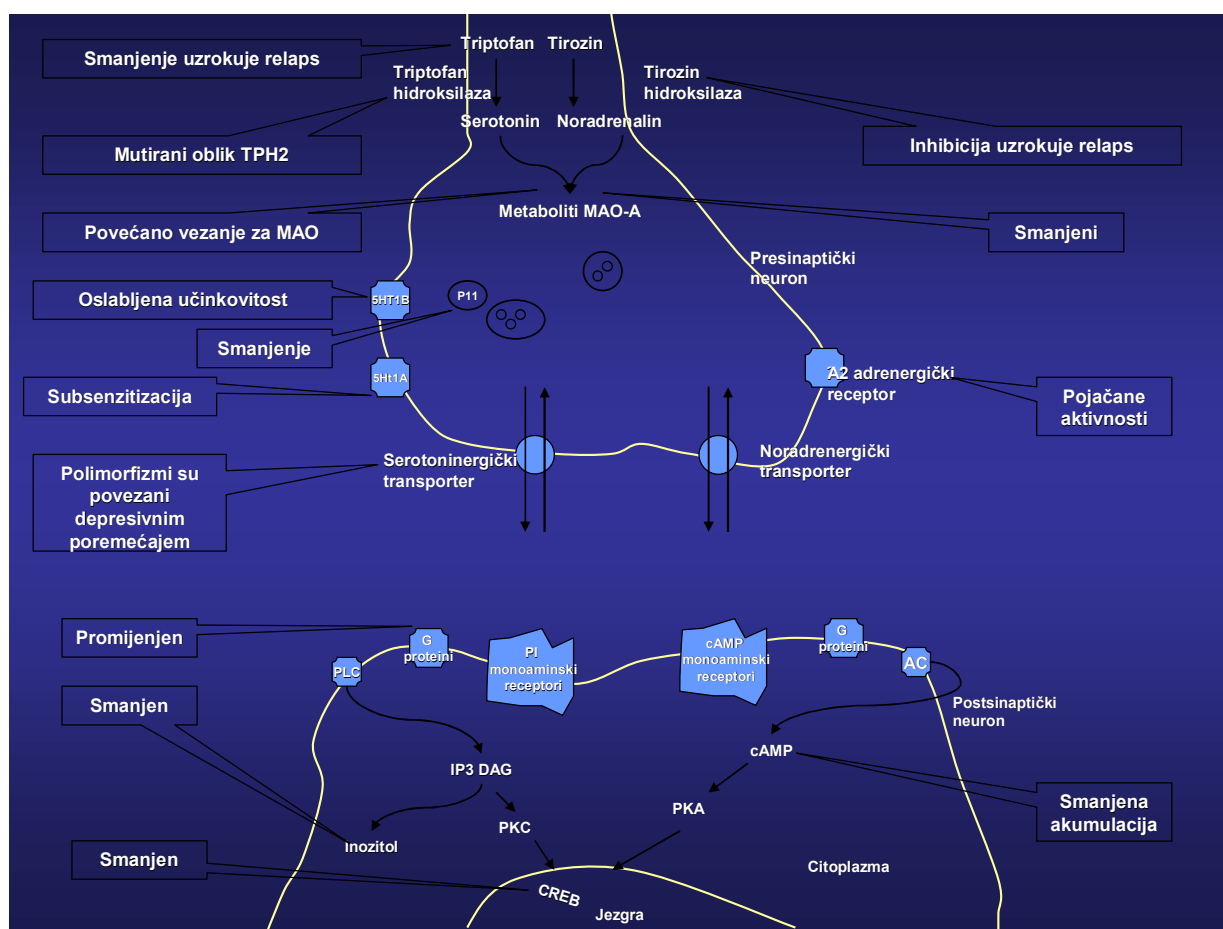 Smanjenje uzrokuje relaps
Triptofan
Tirozin
Triptofan
hidroksilaza
Tirozin
hidroksilaza
Serotonin
Noradrenalin
Mutirani oblik TPH2
Inhibicija uzrokuje relaps
Metaboliti MAO-A
Povećano vezanje za MAO
Smanjeni
Presinaptički
neuron
Oslabljena učinkovitost
5HT1B
P11
Smanjenje
5Ht1A
Subsenzitizacija
A2 adrenergički
receptor
Pojačane
aktivnosti
Serotoninergički
transporter
Noradrenergički
transporter
Polimorfizmi su
povezani
depresivnim
poremećajem
Promijenjen
G
proteini
PI
monoaminski
receptori
cAMP
monoaminski
receptori
G
proteini
PLC
AC
Smanjen
Postsinaptički
neuron
cAMP
IP3 DAG
Smanjena
akumulacija
PKA
PKC
inozitol
Smanjen
Citoplazma
CREB
Jezgra